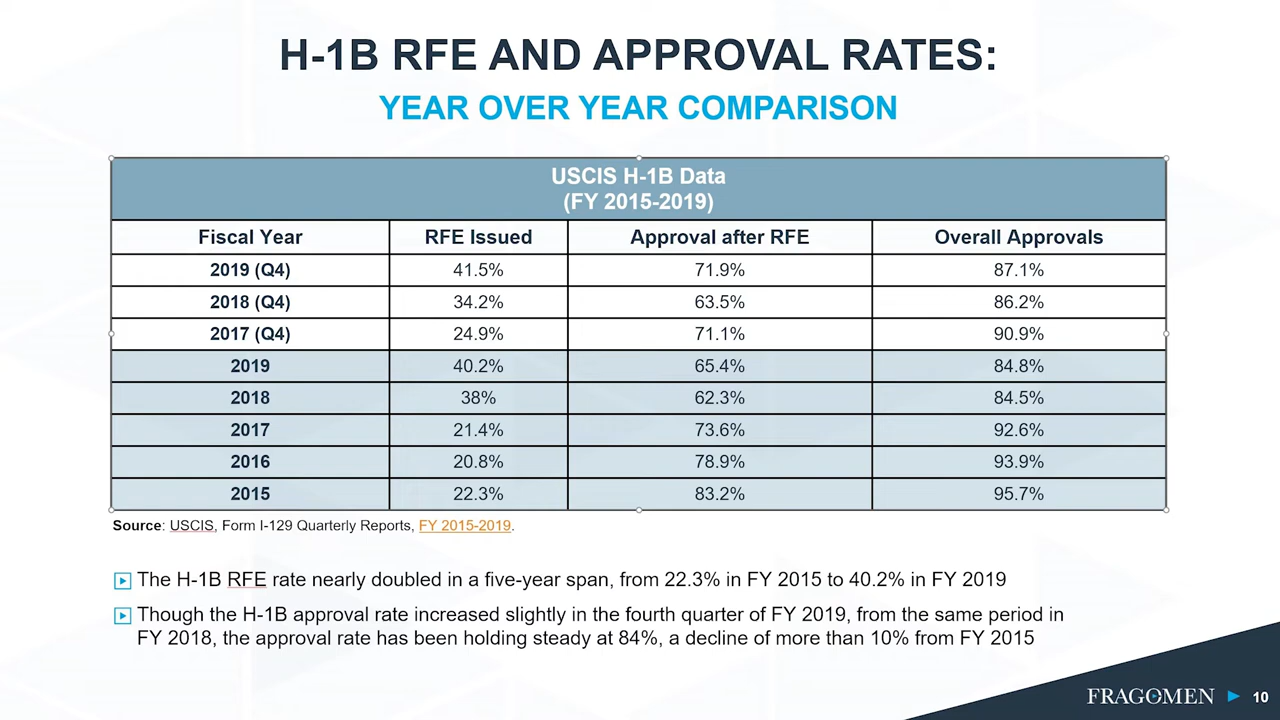 H-1B RFE AND APPROVAL RATES:
YEAR OVER YEAR COMPARISON
USCIS H-1B Data
(FY 2015-2019)
Fiscal Year RFE Issued Approval after RFE Overall Approvals
2019 (Q4) 41.5% 71.9% 87.1%
2018 (Q4) 34.2% 63.5% 86.2%
2017 (Q4) 24.9% 71.1% 90.9%
2019 40.2% 65.4% 84.8%
2018 38% 62.3% 84.5%
2017 21.4% 73.6% 92.6%
2016 20.8% 78.9% 93.9%
2015 22.3% 83.2% 95.7%
Source: USCIS, Form I-129 Quarterly Reports, FY 2015-2019.
The H-1B RFE rate nearly doubled in a five-year span, from 22.3% in FY 2015 to 40.2% in FY 2019
Though the H-1B approval rate increased slightly in the fourth quarter of FY 2019, from the same period in
FY 2018, the approval rate has been holding steady at 84%, a decline of more than 10% from FY 2015
FRAGOMEN 10